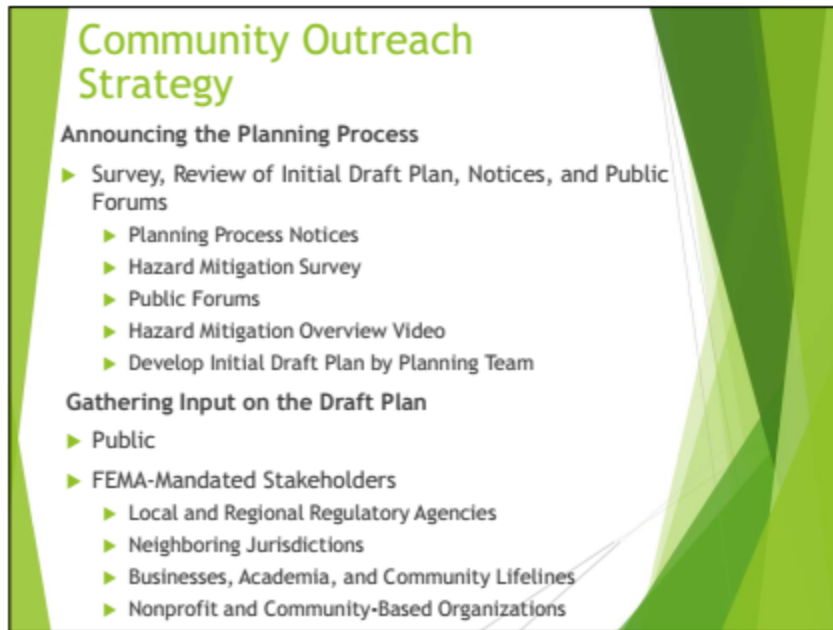 Community Outreach
Strategy
Announcing the Planning Process
Survey, Review of Initial Draft Plan, Notices, and Public
Forums
Planning Process Notices
Hazard Mitigation Survey
Public Forums
Hazard Mitigation Overview Video
Develop Initial Draft Plan by Planning Team
Gathering Input on the Draft Plan
Public
FEMA-Mandated Stakeholders
Local and Regional Regulatory Agencies
Neighboring Jurisdictions
Businesses, Academia, and Community Lifelines
Nonprofit and Community-Based Organizations